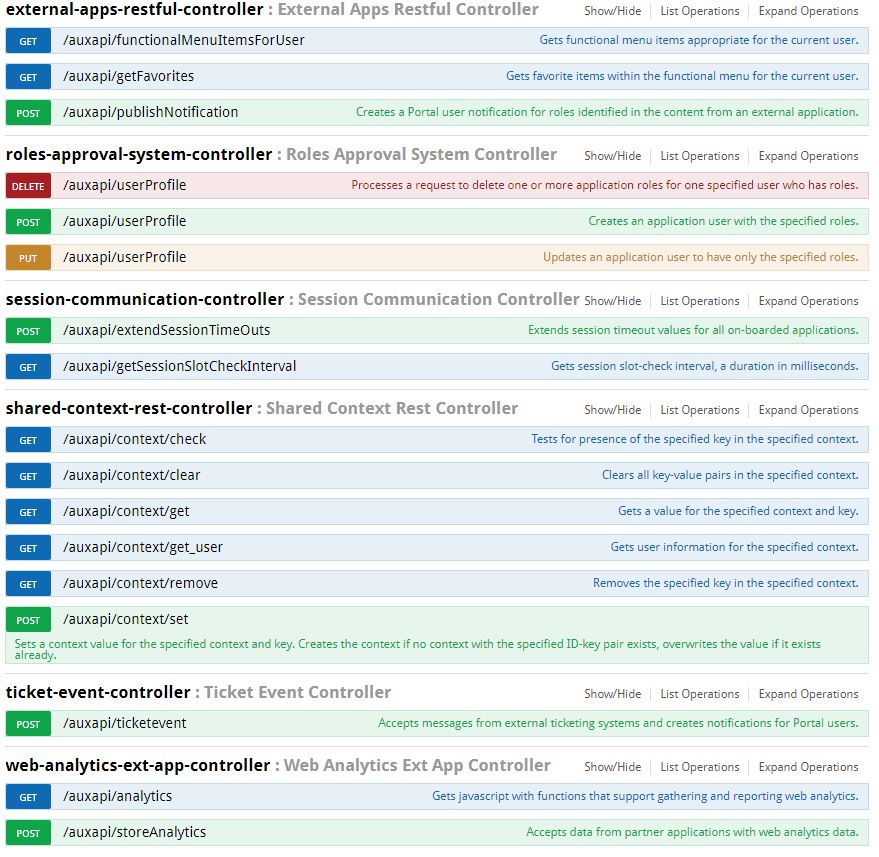 external-apps-restful-controller : External Apps Restful Controller Show/Hide List Operations Expand Operations
GET /auxapi/functionalMenuItemsForUser Gets functional menu items appropriate for the current user.
GET /auxapi/getFavorites Gets favorite items within the functional menu for the current user.
POST /auxapi/publishNotification Creates a Portal user notification for roles identified in the content from an external application.
roles-approval-system-controller : Roles Approval System Controller Show/Hide List Operations Expand Operations
DELETE /auxapi/userProfile Processes a request to delete one or more application roles for one specified user who has roles.
POST /auxapi/userProfile Creates an application user with the specified roles.
PUT /auxapi/userProfile Updates an application user to have only the specified roles.
session-communication-controller : Session Communication Controller Show/Hide List Operations Expand Operations
POST /auxapi/extendSessionTimeOuts Extends session timeout values for all on-boarded applications.
GET /auxapi/getSessionSlotCheckInterval Gets session slot-check interval, a duration in milliseconds.
shared-context-rest-controller : Shared Context Rest Controller Show/Hide List Operations Expand Operations
GET /auxapi/context/check Tests for presence of the specified key in the specified context.
GET /auxapi/context/clear Clears all key-value pairs in the specified context.
GET /auxapi/context/get Gets a value for the specified context and key.
GET /auxapi/context/get_user Gets user information for the specified context.
GET /auxapi/context/remove Removes the specified key in the specified context.
POST /auxapi/context/set
Sets a context value for the specified context and key. Creates the context if no context with the specified ID-key pair exists, overwrites the value if it exists
already.
ticket-event-controller : Ticket Event Controller Show/Hide List Operations Expand Operations
POST /auxapi/ticketevent Accepts messages from external ticketing systems and creates notifications for Portal users.
web-analytics-ext-app-controller : Web Analytics Ext App Controller Show/Hide List Operations Expand Operations
GET /auxapi/analytics Gets javascript with functions that support gathering and reporting web analytics.
POST /auxapi/storeAnalytics Accepts data from partner applications with web analytics data.